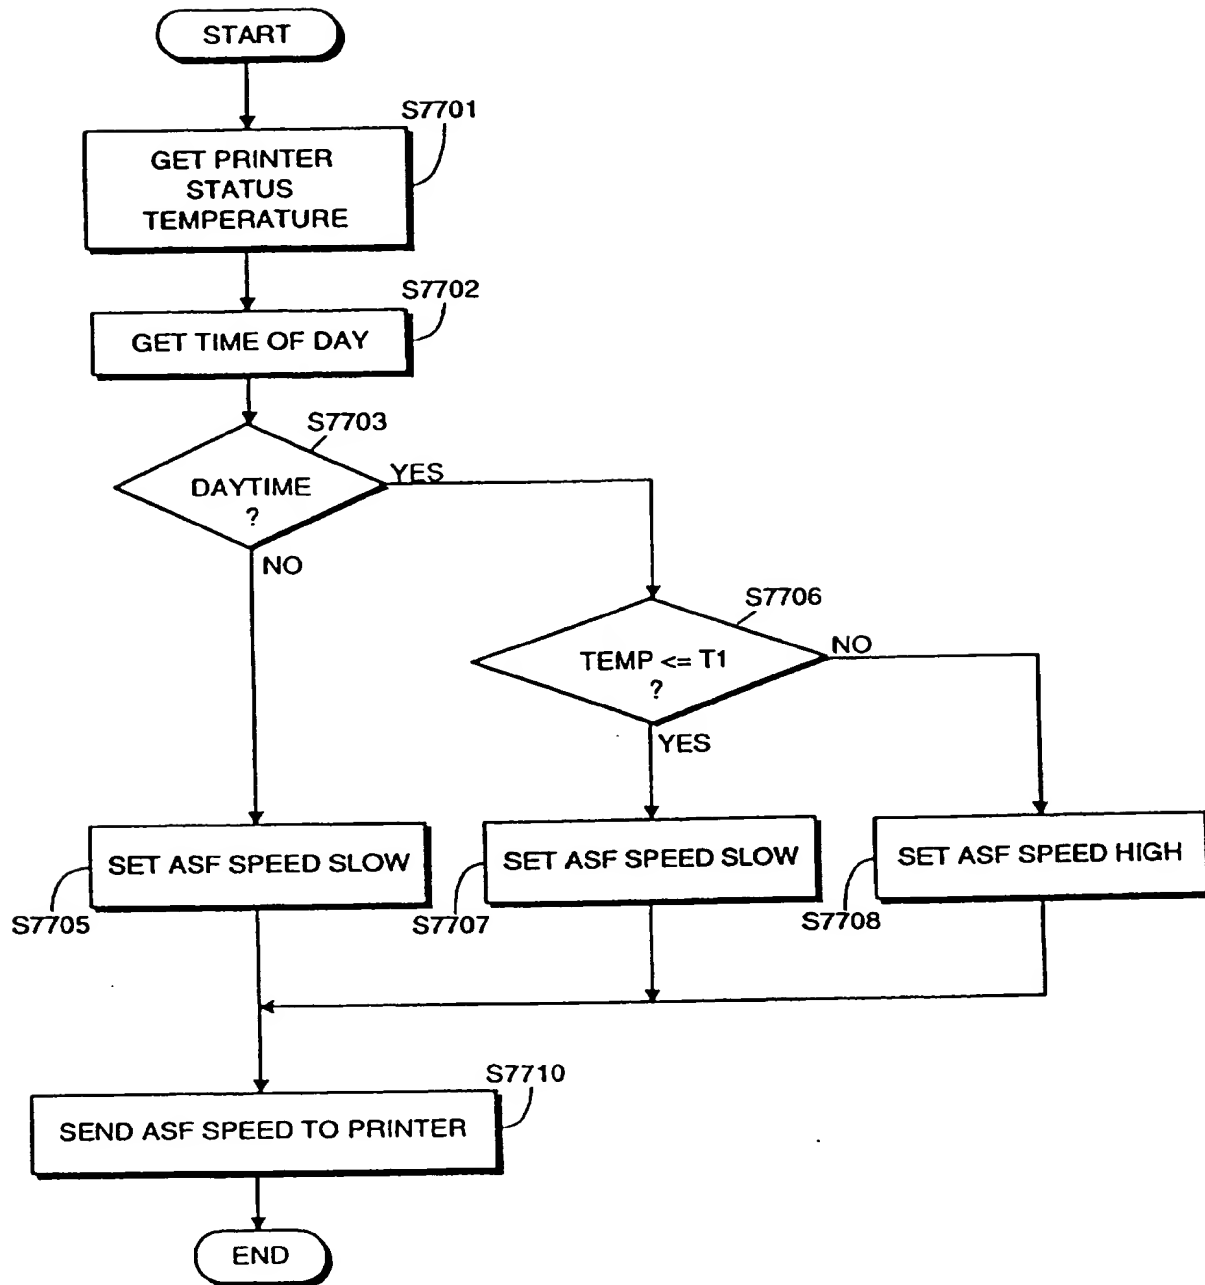 START
S7701
GET PRINTER
STATUS
TEMPERATURE
S7702
GET TIME OF DAY
S7703
DAYTIME
?
YES
NO
S7706
TEMP <= T1
?
NO
YES
SET ASF SPEED SLOW
S7705
SET ASF SPEED SLOW
S7707
SET ASF SPEED HIGH
S7708
S7710
SEND ASF SPEED TO PRINTER
END